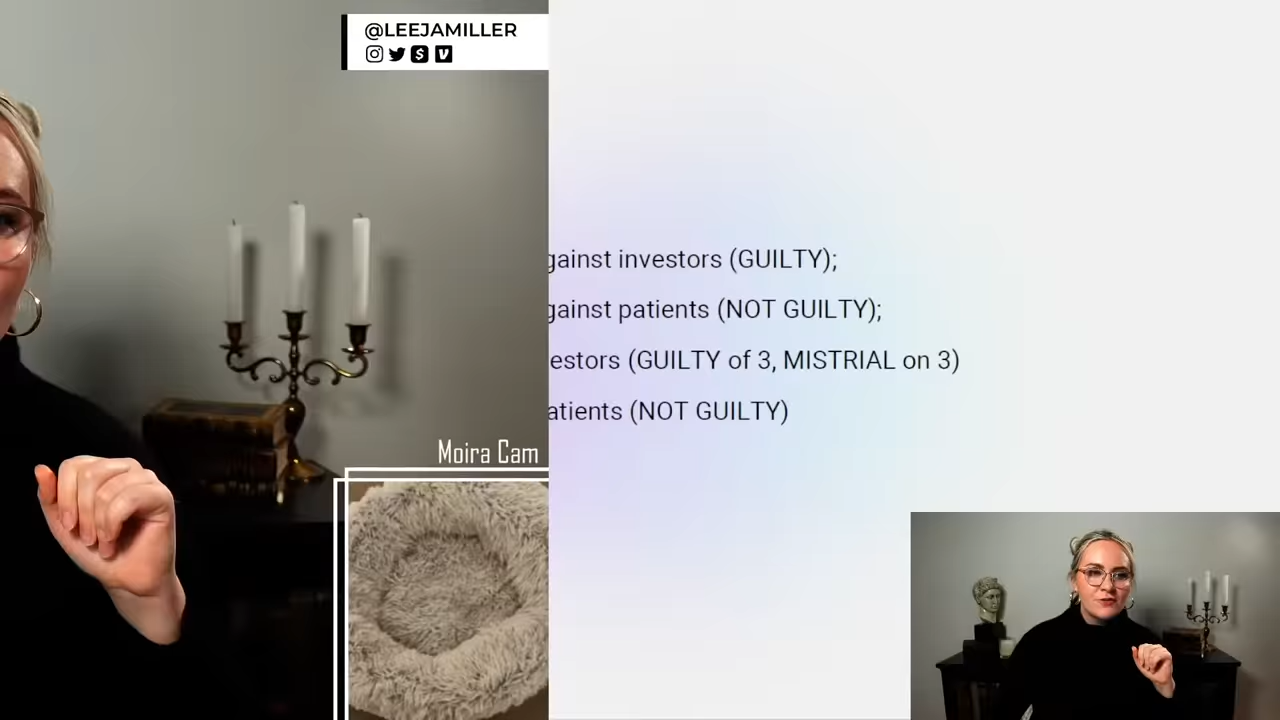 @LEEJAMILLER
gainst investors (GUILTY);
gainst patients (NOT GUILTY);
estors (GUILTY of 3, MISTRIAL on 3)
atients (NOT GUILTY)
Moira Cam